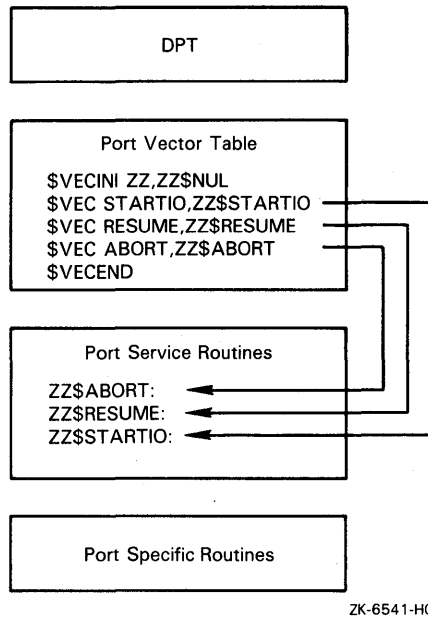 DPT
Port Vector Table
$VECINI ZZ,ZZ$NUL
$VEC STARTIO,ZZ$STARTIO
$VEC RESUME,ZZ$RESUME
$VEC ABORT,ZZ$ABORT
$VECEND
Port Service Routines
ZZ$ABORT:
ZZ$RESUME:
ZZ$STARTIO:
Port Specific Routines
ZK-6541-HC